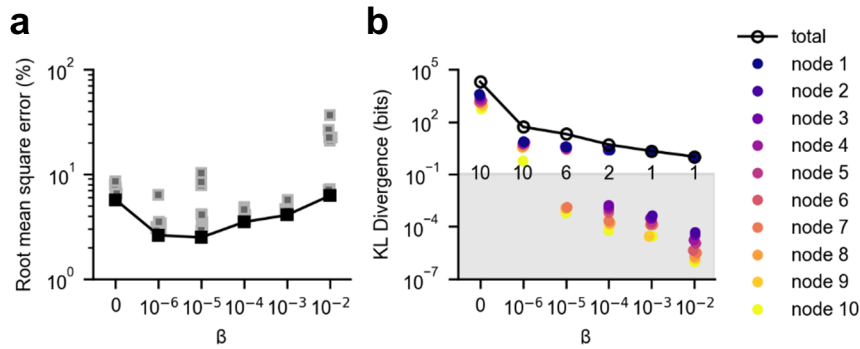 a
Root mean square error (%)
10²
10¹
10⁰
0 10⁻⁶ 10⁻⁵ 10⁻⁴ 10⁻³ 10⁻²
ß
b
KL Divergence (bits)
10⁵
10²
10⁻¹
10⁻⁴
10⁻⁷
10 10 6 2 1 1
0 10⁻⁶ 10⁻⁵ 10⁻⁴ 10⁻³ 10⁻²
ß
total
node 1
node 2
node 3
node 4
node 5
node 6
node 7
node 8
node 9
node 10